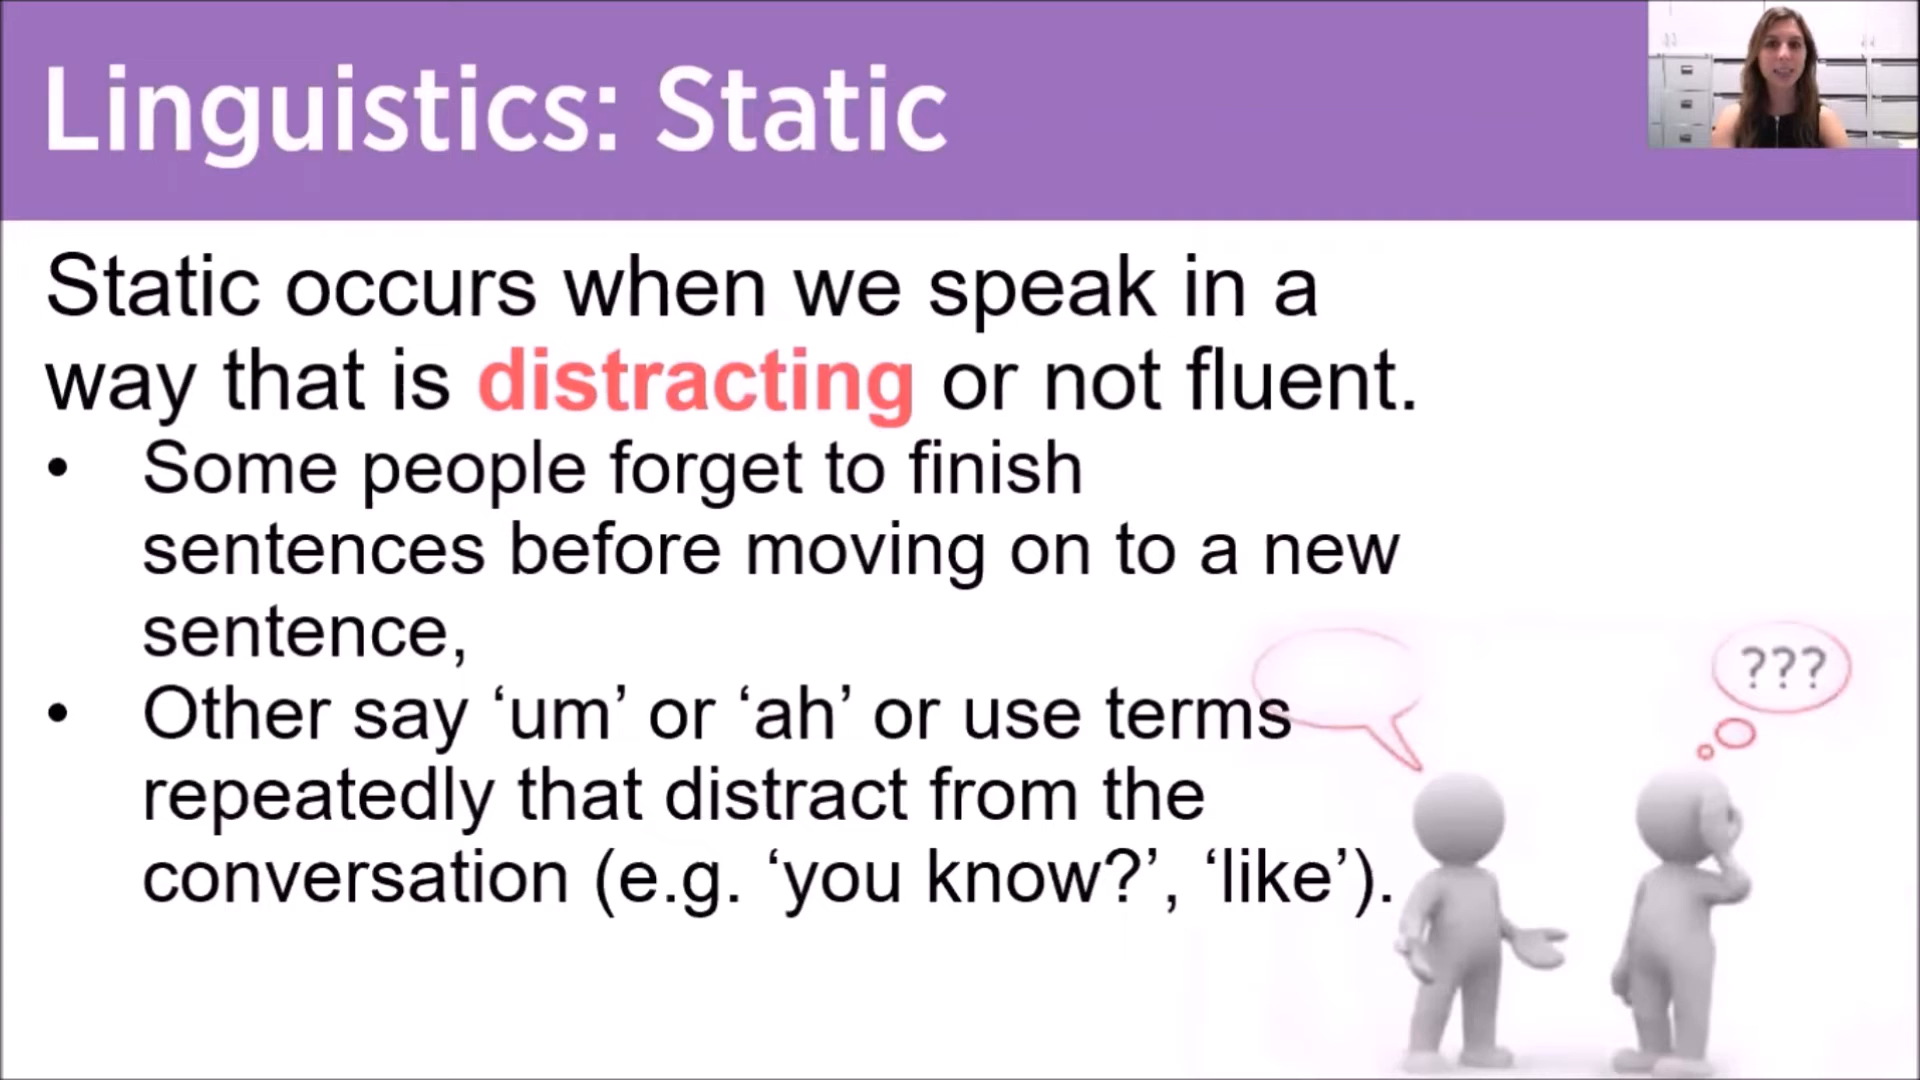 Linguistics: Static
Static occurs when we speak in a
way that is distracting or not fluent.
• Some people forget to finish
sentences before moving on to a new
sentence,
• Other say ‘um’ or ‘ah’ or use terms
repeatedly that distract from the
conversation (e.g. ‘you know?’, ‘like’).
???